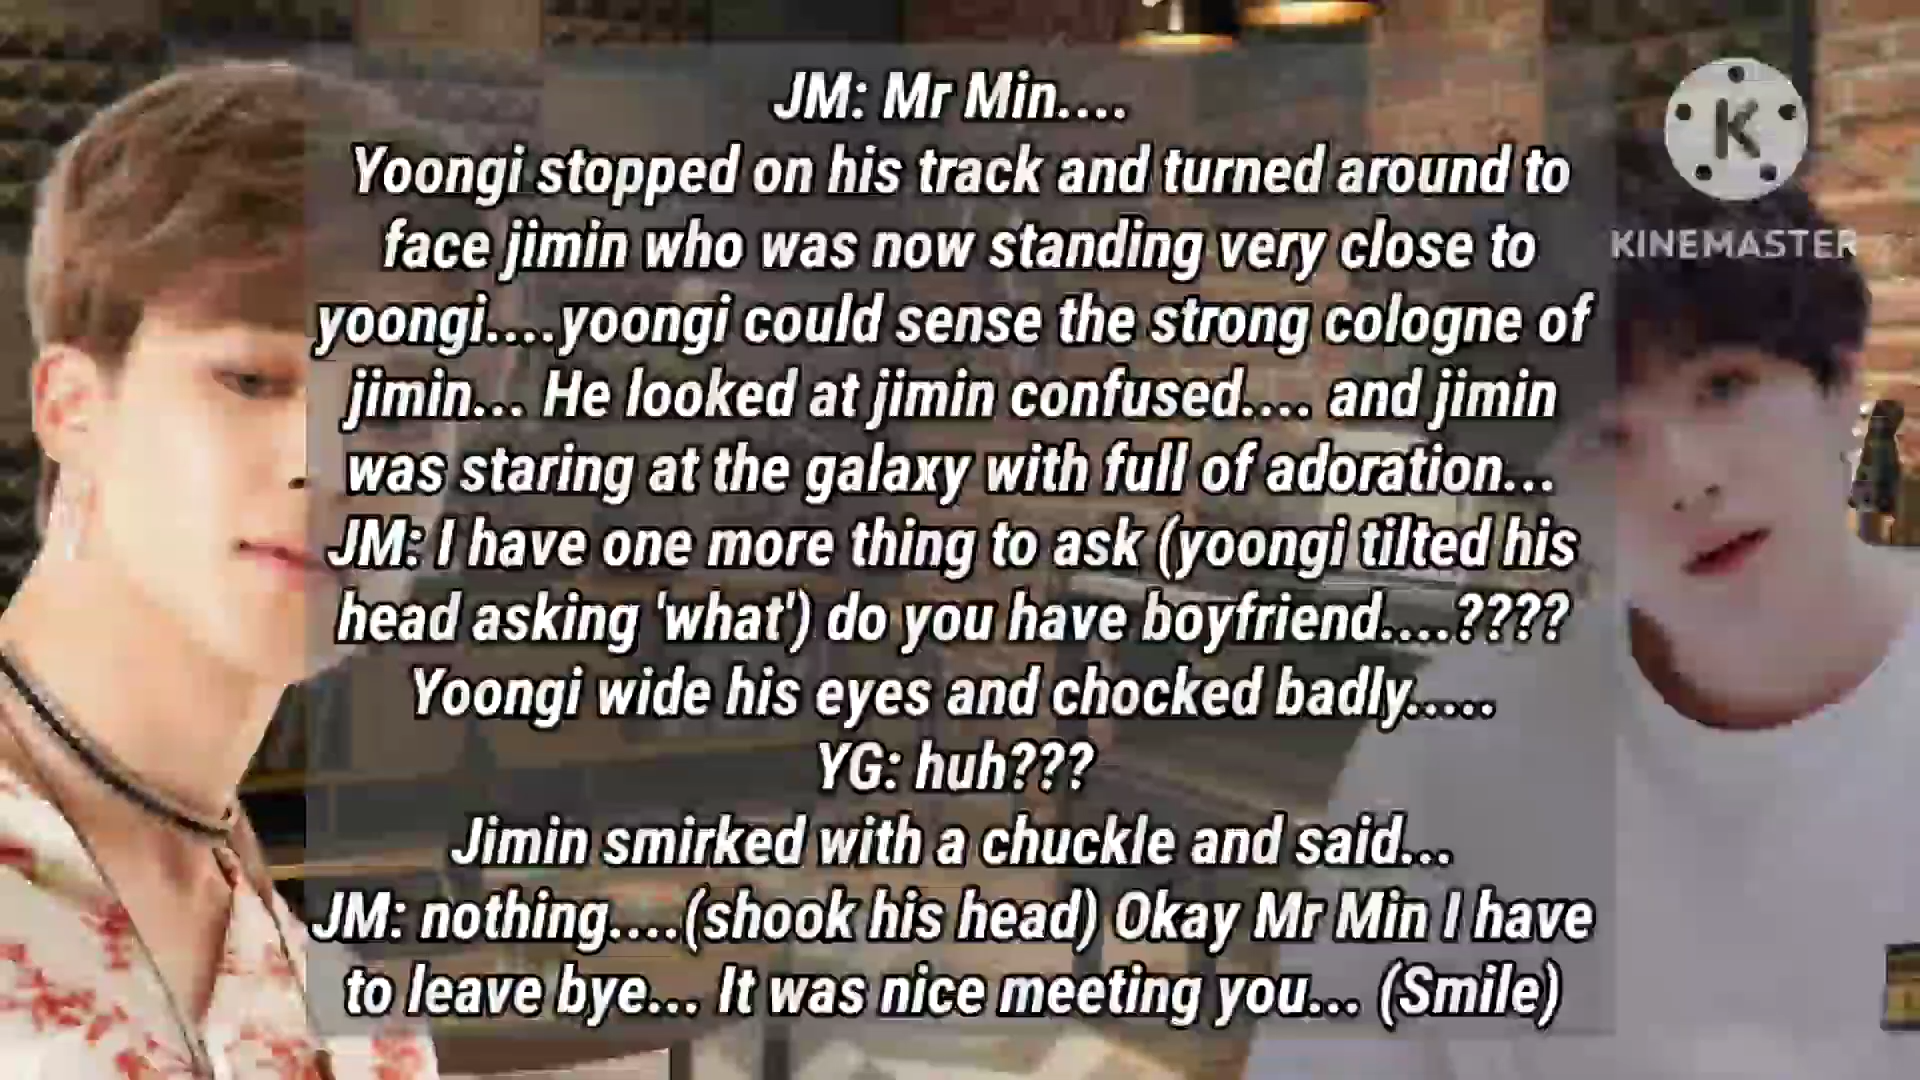 JM: Mr Min....
Yoongi stopped on his track and turned around to
face jimin who was now standing very close to
yoongi....yoongi could sense the strong cologne of
jimin... He looked at jimin confused.... and jimin
was staring at the galaxy with full of adoration...
JM: I have one more thing to ask (yoongi tilted his
head asking 'what') do you have boyfriend....????
Yoongi wide his eyes and chocked badly.....
YG: huh???
Jimin smirked with a chuckle and said...
JM: nothing....(shook his head) Okay Mr Min I have
to leave bye... It was nice meeting you... (Smile)
K
KINEMASTER